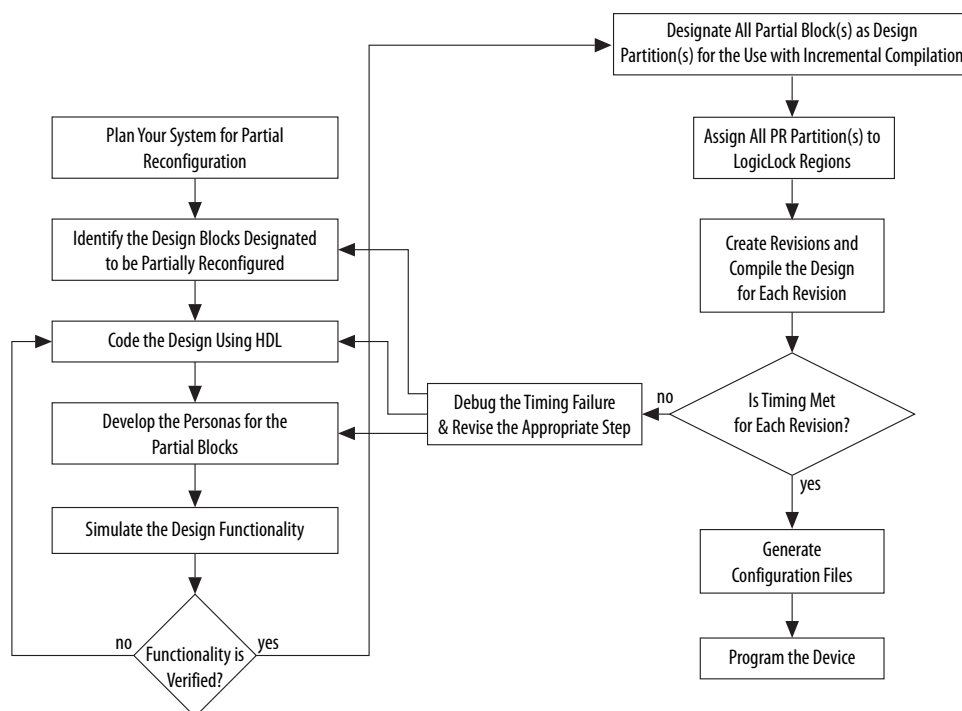 Plan Your System for Partial
Reconfiguration
Identify the Design Blocks Designated
to be Partially Reconfigured
Code the Design Using HDL
Develop the Personas for the
Partial Blocks
Simulate the Design Functionality
no
Functionality is
Verified?
yes
Designate All Partial Block(s) as Design
Partition(s) for the Use with Incremental Compilation
Assign All PR Partition(s) to
LogicLock Regions
Create Revisions and
Compile the Design
for Each Revision
Is Timing Met
for Each Revision?
no
Debug the Timing Failure
& Revise the Appropriate Step
yes
Generate
Configuration Files
Program the Device